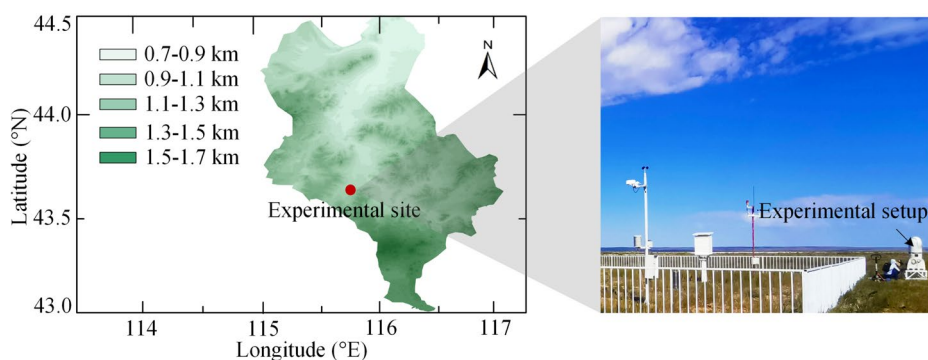 44.5
44.0
43.5
43.0
Latitude (°N)
0.7-0.9 km
0.9-1.1 km
1.1-1.3 km
1.3-1.5 km
1.5-1.7 km
N
Experimental site
114
115
116
117
Longitude (°E)
Experimental setup